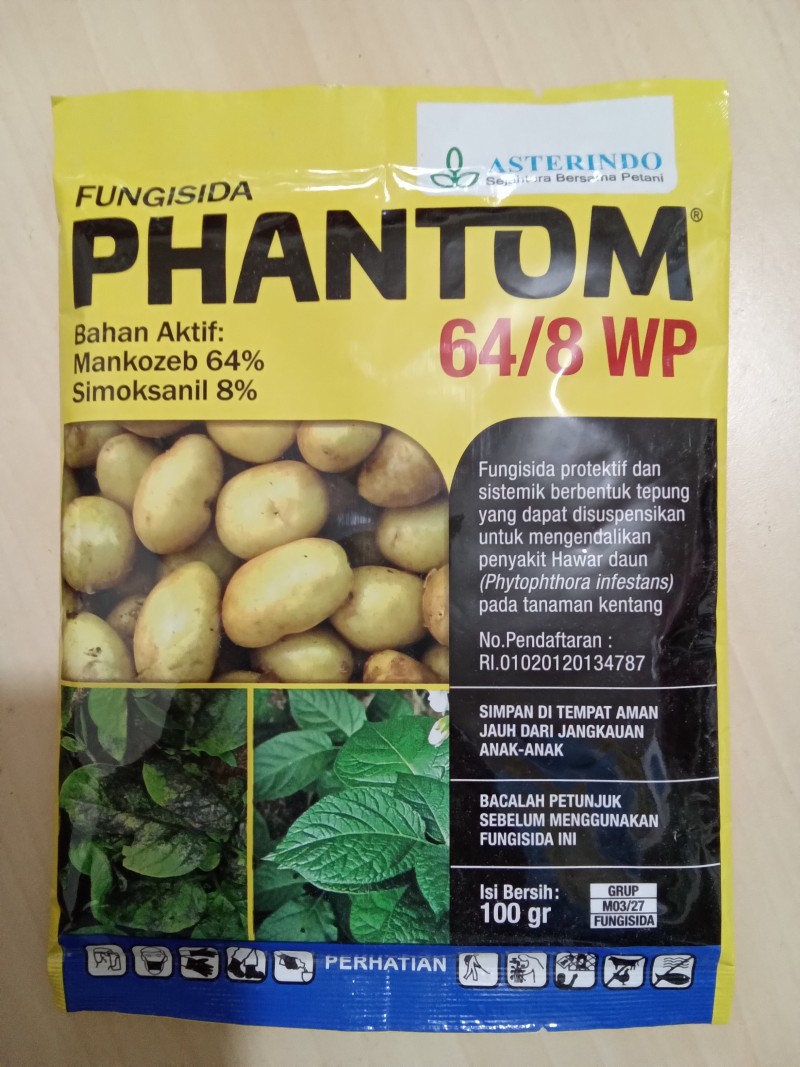 ASTERINDO
Sejahtera Bersama Petani
FUNGISIDA
PHANTOM®
64/8 WP
Bahan Aktif:
Mankozeb 64%
Simoksanil 8%
Fungisida protektif dan
sistemik berbentuk tepung
yang dapat disuspensikan
untuk mengendalikan
penyakit Hawar daun
(Phytophthora infestans)
pada tanaman kentang
No.Pendaftaran :
RI.01020120134787
SIMPAN DI TEMPAT AMAN
JAUH DARI JANGKAUAN
ANAK-ANAK
BACALAH PETUNJUK
SEBELUM MENGGUNAKAN
FUNGISIDA INI
Isi Bersih:
100 gr
GRUP
M03/27
FUNGISIDA
PERHATIAN